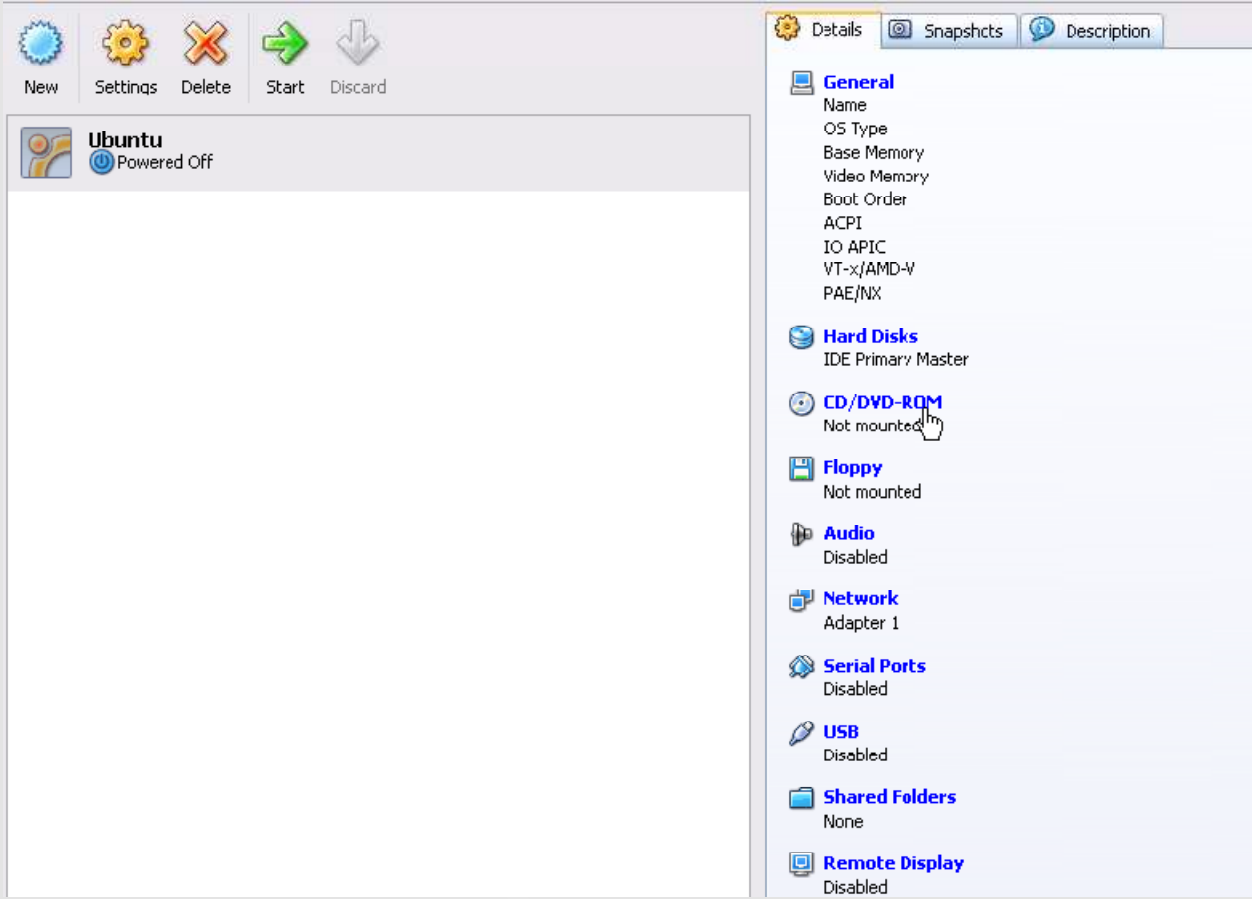 New
Settings
Delete
Start
Discard
Ubuntu
Powered Off
Details
Snapshots
Description
General
Name
OS Type
Base Memory
Video Memory
Boot Order
ACPI
IO APIC
VT-x/AMD-V
PAE/NX
Hard Disks
IDE Primary Master
CD/DVD-ROM
Not mounted
Floppy
Not mounted
Audio
Disabled
Network
Adapter 1
Serial Ports
Disabled
USB
Disabled
Shared Folders
None
Remote Display
Disabled